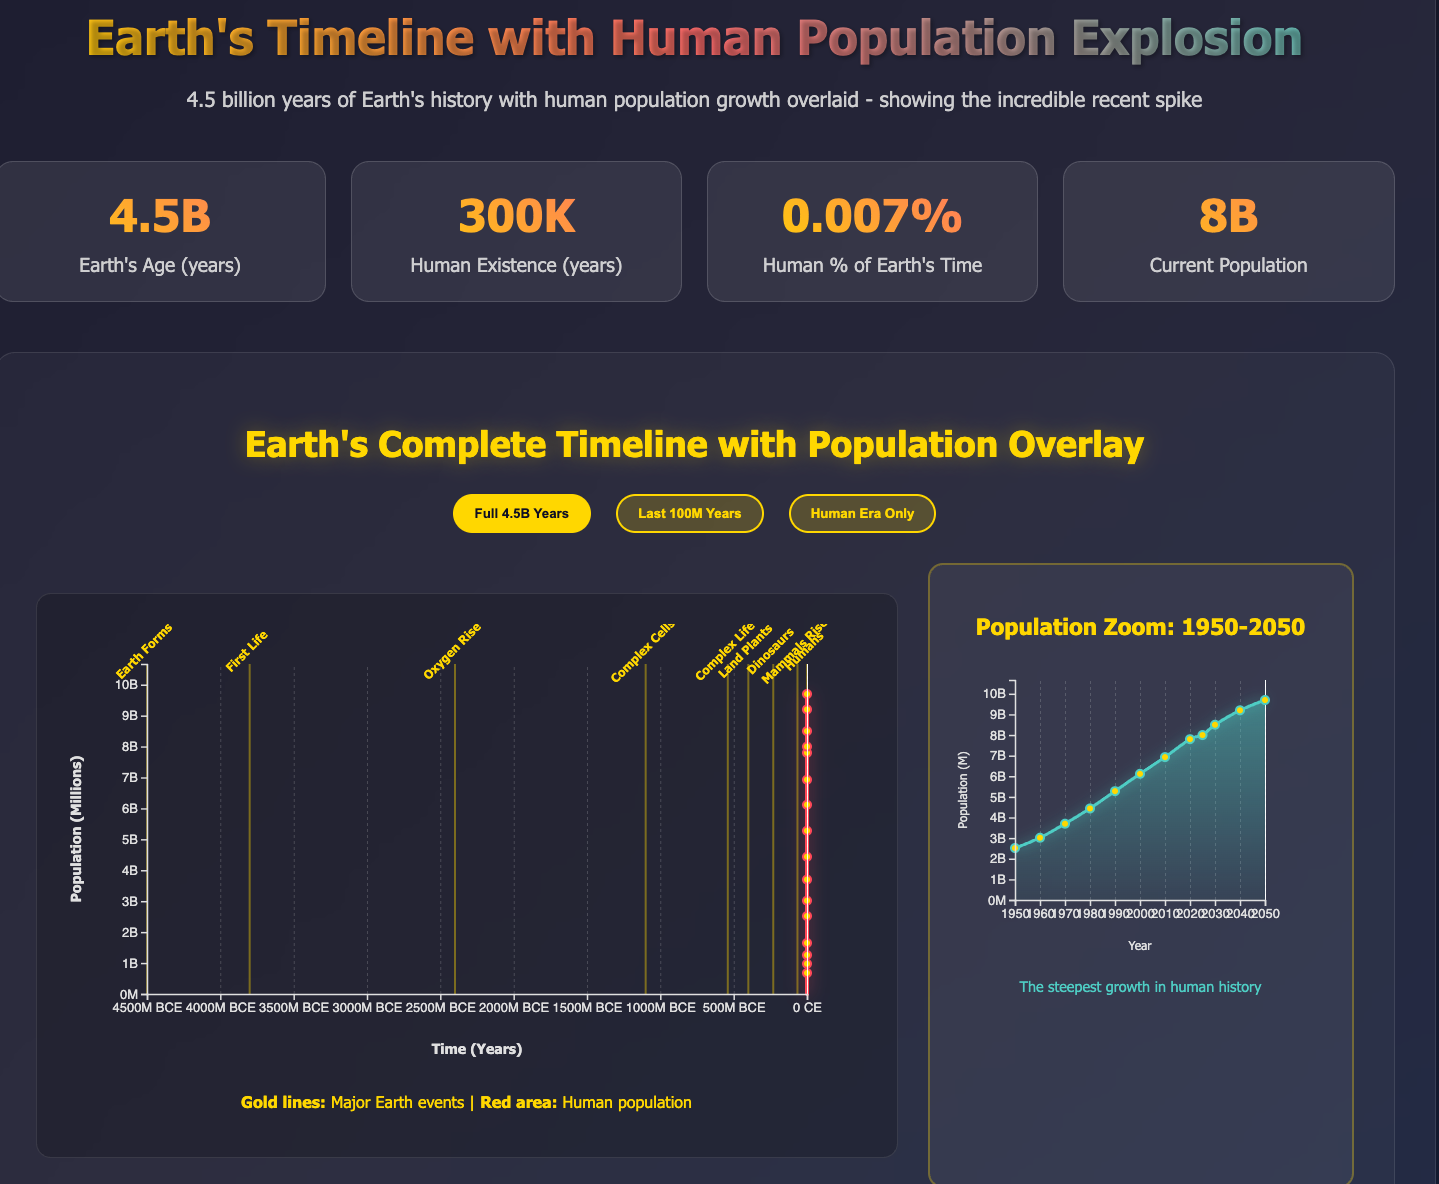 Earth's Timeline with Human Population Explosion
4.5 billion years of Earth's history with human population growth overlaid - showing the incredible recent spike
4.5B
Earth's Age (years)
300K
Human Existence (years)
0.007%
Human % of Earth's Time
8B
Current Population
Earth's Complete Timeline with Population Overlay
Full 4.5B Years
Last 100M Years
Human Era Only
Earth Forms
First Life
Oxygen Rise
Complex Cells
Complex Life
Land Plants
Dinosaurs
Mammals Rise
Humans
10B
9B
8B
7B
6B
5B
4B
3B
2B
1B
0M
Population (Millions)
4500M BCE
4000M BCE
3500M BCE
3000M BCE
2500M BCE
2000M BCE
1500M BCE
1000M BCE
500M BCE
0 CE
Time (Years)
Gold lines: Major Earth events | Red area: Human population
Population Zoom: 1950-2050
10B
9B
8B
7B
6B
5B
4B
3B
2B
1B
0M
Population (M)
1950
1960
1970
1980
1990
2000
2010
2020
2030
2040
2050
Year
The steepest growth in human history